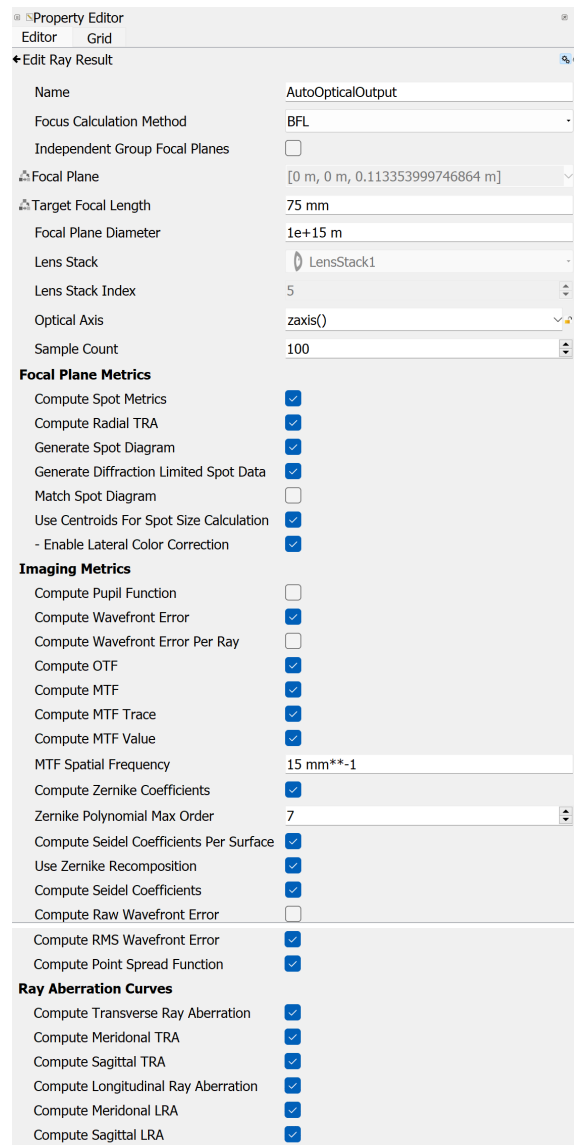 Property Editor
Editor Grid
Edit Ray Result
Name AutoOpticalOutput
Focus Calculation Method BFL
Independent Group Focal Planes
Focal Plane [0 m, 0 m, 0.113353999746864 m]
Target Focal Length 75 mm
Focal Plane Diameter 1e+15 m
Lens Stack LensStack1
Lens Stack Index 5
Optical Axis zaxis()
Sample Count 100
Focal Plane Metrics
Compute Spot Metrics
Compute Radial TRA
Generate Spot Diagram
Generate Diffraction Limited Spot Data
Match Spot Diagram
Use Centroids For Spot Size Calculation
- Enable Lateral Color Correction
Imaging Metrics
Compute Pupil Function
Compute Wavefront Error
Compute Wavefront Error Per Ray
Compute OTF
Compute MTF
Compute MTF Trace
Compute MTF Value
MTF Spatial Frequency 15 mm**-1
Compute Zernike Coefficients
Zernike Polynomial Max Order 7
Compute Seidel Coefficients Per Surface
Use Zernike Recomposition
Compute Seidel Coefficients
Compute Raw Wavefront Error
Compute RMS Wavefront Error
Compute Point Spread Function
Ray Aberration Curves
Compute Transverse Ray Aberration
Compute Meridonal TRA
Compute Sagittal TRA
Compute Longitudinal Ray Aberration
Compute Meridonal LRA
Compute Sagittal LRA